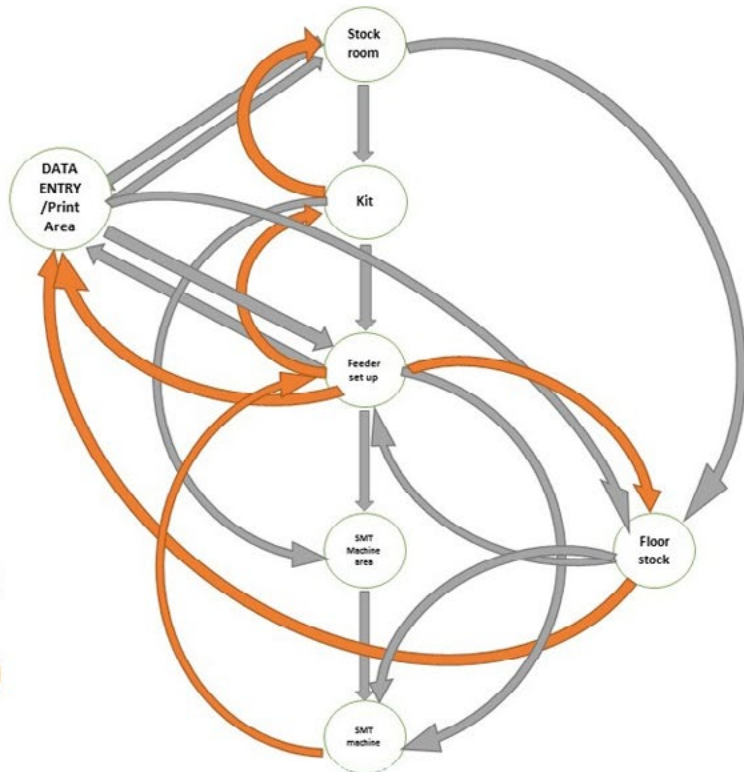 Stock
room
DATA
ENTRY
/Print
Area
Kit
Feeder
set up
SMT
Machine
area
Floor
stock
SMT
machine